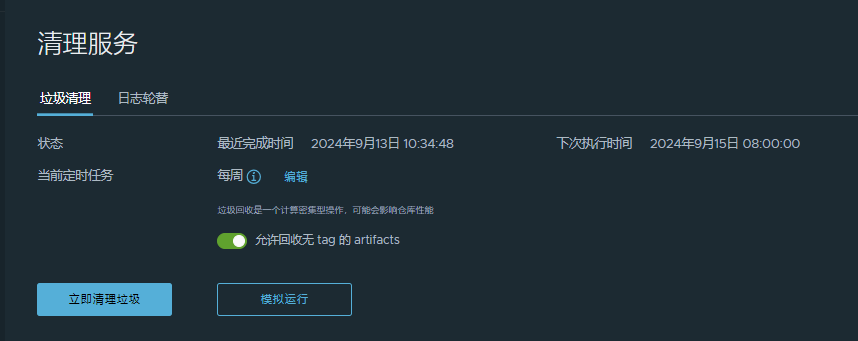 清理服务
垃圾清理 日志轮替
状态 最近完成时间 2024年9月13日 10:34:48 下次执行时间 2024年9月15日 08:00:00
当前定时任务 每周 编辑
垃圾回收是一个计算密集型操作，可能会影响仓库性能
允许回收无 tag 的 artifacts
立即清理垃圾 模拟运行